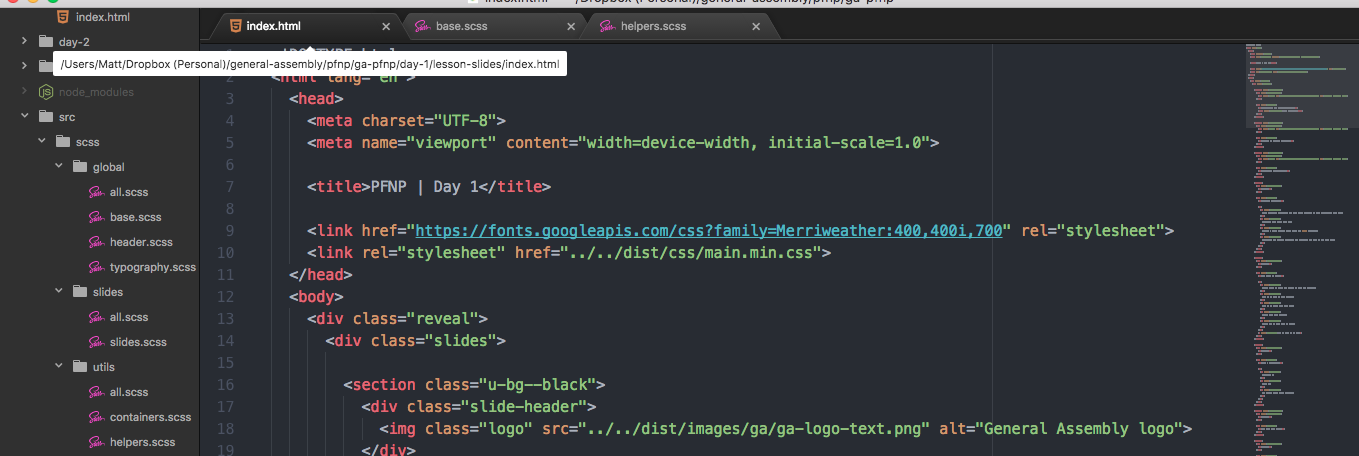 index.html
day-2
node_modules
src
scss
global
all.scss
base.scss
header.scss
typography.scss
slides
all.scss
slides.scss
utils
all.scss
containers.scss
helpers.scss
index.html — ~/Dropbox (Personal)/general-assembly/pfnp/ga-pfnp
index.html × base.scss × helpers.scss ×
/Users/Matt/Dropbox (Personal)/general-assembly/pfnp/ga-pfnp/day-1/lesson-slides/index.html
2 <html lang="en">
3 <head>
4 <meta charset="UTF-8">
5 <meta name="viewport" content="width=device-width, initial-scale=1.0">
6
7 <title>PFNP | Day 1</title>
8
9 <link href="https://fonts.googleapis.com/css?family=Merriweather:400,400i,700" rel="stylesheet">
10 <link rel="stylesheet" href="../../dist/css/main.min.css">
11 </head>
12 <body>
13 <div class="reveal">
14 <div class="slides">
15
16 <section class="u-bg--black">
17 <div class="slide-header">
18 <img class="logo" src="../../dist/images/ga/ga-logo-text.png" alt="General Assembly logo">
19 </div>